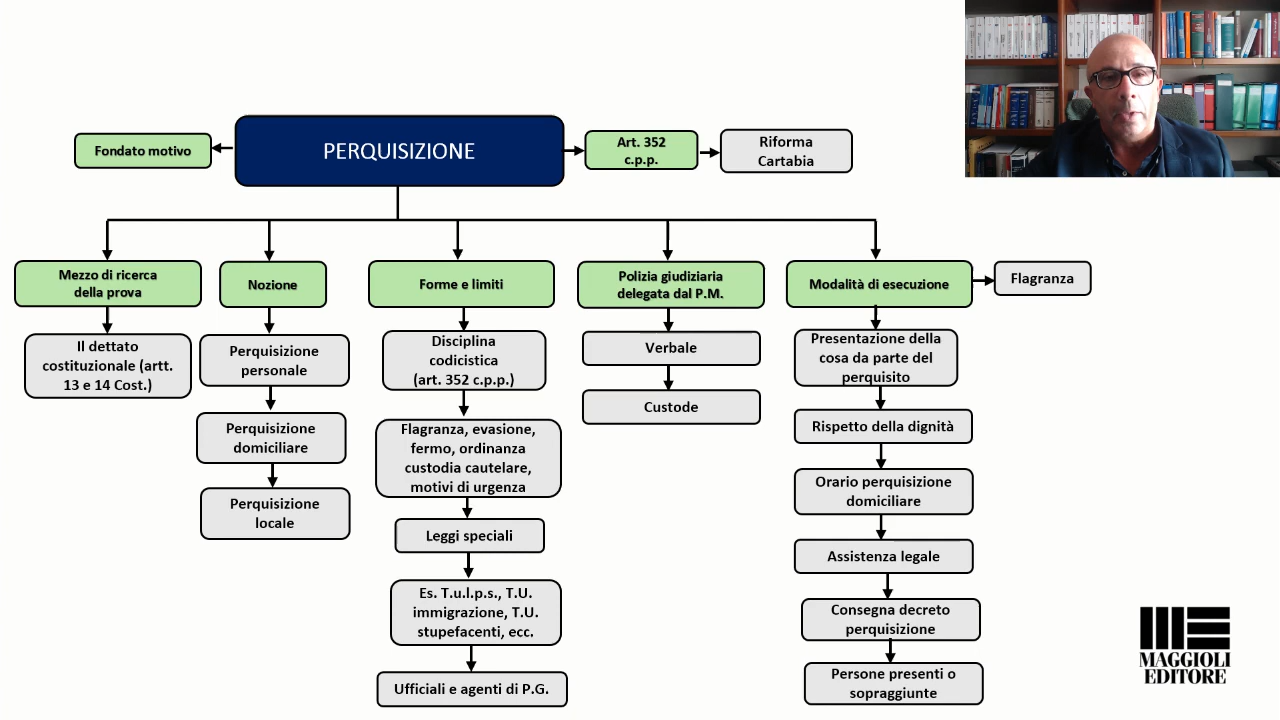 PERQUISIZIONE
Fondato motivo
Art. 352
c.p.p.
Riforma
Cartabia
Mezzo di ricerca
della prova
Il dettato
costituzionale (artt.
13 e 14 Cost.)
Nozione
Perquisizione
personale
Perquisizione
domiciliare
Perquisizione
locale
Forme e limiti
Disciplina
codicistica
(art. 352 c.p.p.)
Flagranza, evasione,
fermo, ordinanza
custodia cautelare,
motivi di urgenza
Leggi speciali
Es. T.u.l.p.s., T.U.
immigrazione, T.U.
stupefacenti, ecc.
Ufficiali e agenti di P.G.
Polizia giudiziaria
delegata dal P.M.
Verbale
Custode
Modalità di esecuzione
Flagranza
Presentazione della
cosa da parte del
perquisito
Rispetto della dignità
Orario perquisizione
domiciliare
Assistenza legale
Consegna decreto
perquisizione
Persone presenti o
sopraggiunte
MAGGIOLI
EDITORE